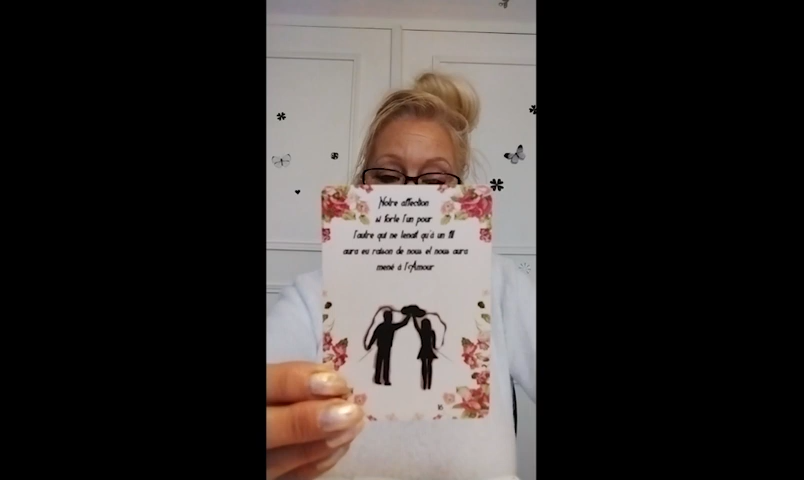 Notre affection
si forte l'un pour
l'autre qui ne tenait qu'à un fil
aura eu raison de nous et nous aura
mené à l'Amour